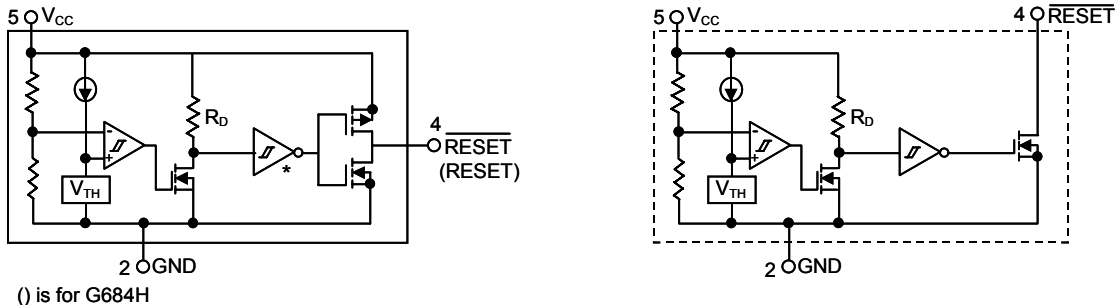 5 VCC
RD
-
+
VTH
*
4
RESET
(RESET)
2 GND
() is for G684H
5 VCC
4 RESET
RD
-
+
VTH
2 GND